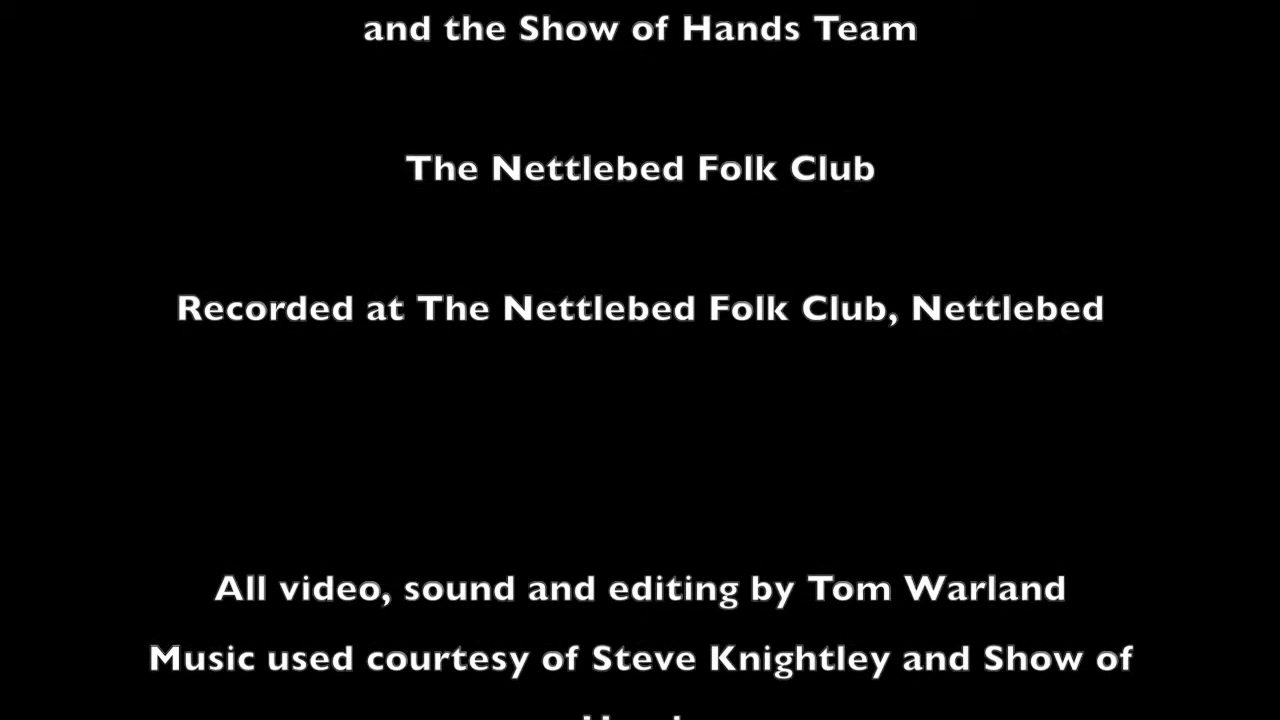 and the Show of Hands Team
The Nettlebed Folk Club
Recorded at The Nettlebed Folk Club, Nettlebed
All video, sound and editing by Tom Warland
Music used courtesy of Steve Knightley and Show of